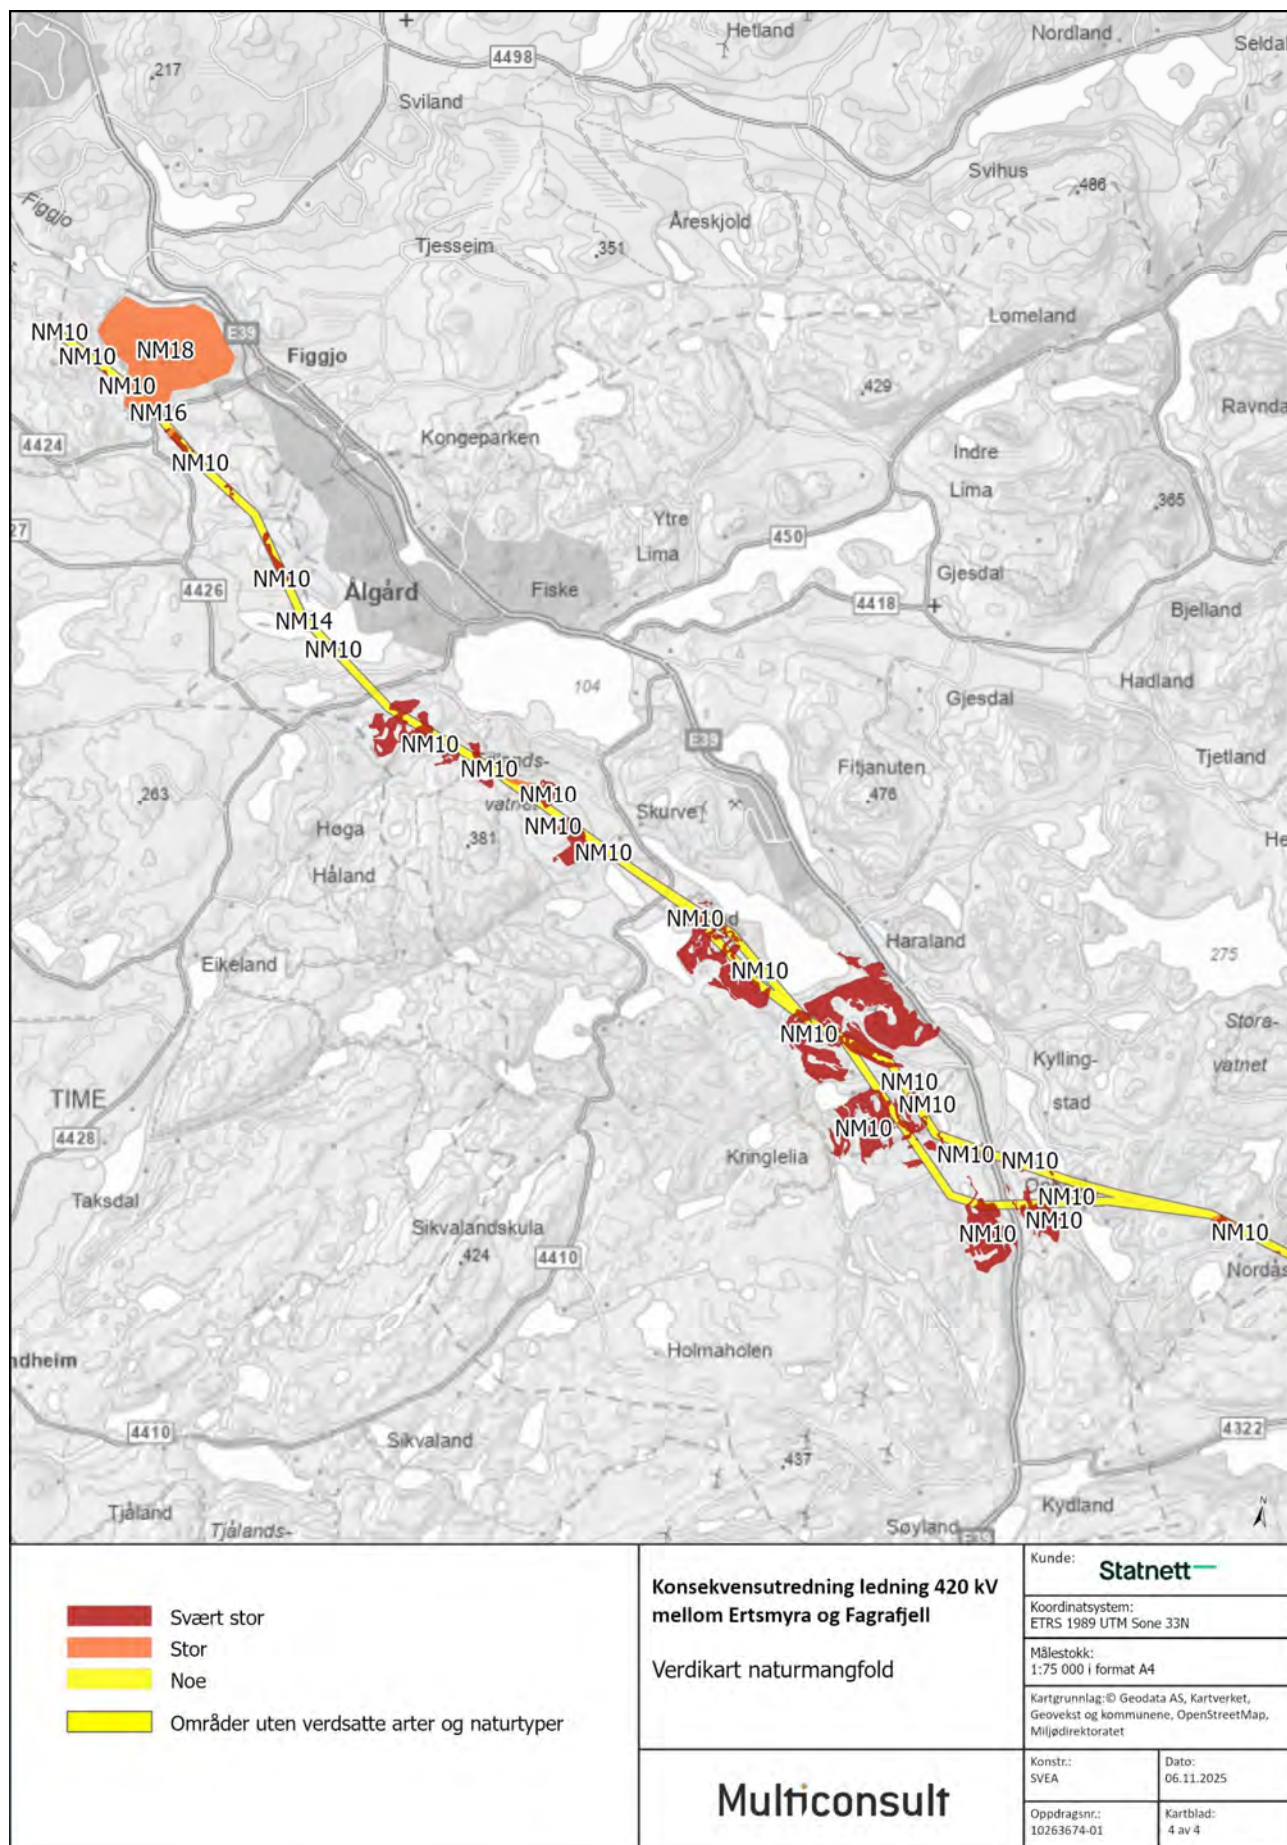 Hetland
Nordland
4498
217
Sviland
Svihus
486
Figgjo
Åreskjold
Tjesseim
351
Lomeland
NM10
E39
NM10
NM18
Figgjo
NM10
429
NM16
4424
Kongeparken
NM10
Indre
Lima
365
Ytre
Lima
450
NM10
4426
Ålgård
Fiske
Gjesdal
4418
Bjelland
NM14
NM10
104
Hadland
Gjesdal
E39
NM10
Tjetland
NM10
Fitjanuten
476
263
NM10
Skurve
Høga
Håland
381
NM10
NM10
NM10
Haraland
275
Eikeland
NM10
Stora-
vatnet
NM10
Kylling-
stad
NM10
TIME
NM10
4428
NM10
Kringlelia
NM10
NM10
Taksdal
NM10
NM10
Sikvalandskula
424
4410
NM10
NM10
Holmaholen
4410
Sikvaland
437
4322
Tjåland
Tjålands-
Kydland
Søyland
N
Svært stor
Stor
Noe
Områder uten verdsatte arter og naturtyper
Konsekvensutredning ledning 420 kV
mellom Ertsmyra og Fagrafjell
Verdikart naturmangfold
Multiconsult
Kunde:
Statnett
Koordinatsystem:
ETRS 1989 UTM Sone 33N
Målestokk:
1:75 000 i format A4
Kartgrunnlag:© Geodata AS, Kartverket,
Geovekst og kommunene, OpenStreetMap,
Miljødirektoratet
Konstr.:
SVEA
Dato:
06.11.2025
Oppdragsnr.:
10263674-01
Kartblad:
4 av 4